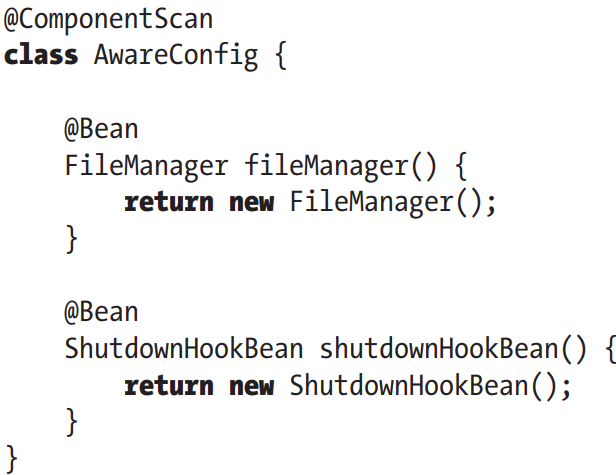 @ComponentScan
class AwareConfig {
@Bean
FileManager fileManager() {
return new FileManager();
}
@Bean
ShutdownHookBean shutdownHookBean() {
return new ShutdownHookBean();
}
}